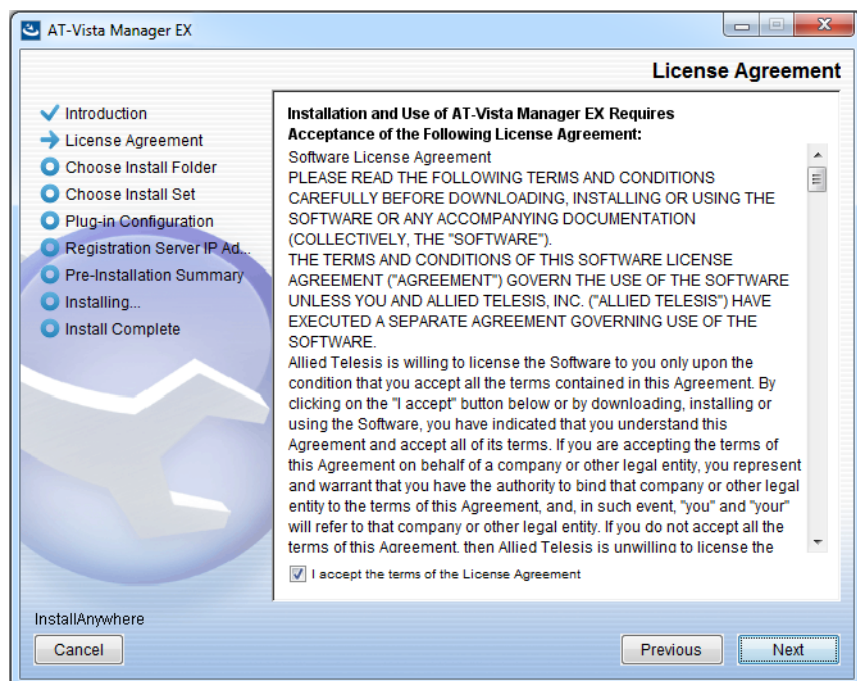 AT-Vista Manager EX
License Agreement
Introduction
License Agreement
Choose Install Folder
Choose Install Set
Plug-in Configuration
Registration Server IP Ad...
Pre-Installation Summary
Installing...
Install Complete
Installation and Use of AT-Vista Manager EX Requires
Acceptance of the Following License Agreement:
Software License Agreement
PLEASE READ THE FOLLOWING TERMS AND CONDITIONS
CAREFULLY BEFORE DOWNLOADING, INSTALLING OR USING THE
SOFTWARE OR ANY ACCOMPANYING DOCUMENTATION
(COLLECTIVELY, THE "SOFTWARE").
THE TERMS AND CONDITIONS OF THIS SOFTWARE LICENSE
AGREEMENT ("AGREEMENT") GOVERN THE USE OF THE SOFTWARE
UNLESS YOU AND ALLIED TELESIS, INC. ("ALLIED TELESIS") HAVE
EXECUTED A SEPARATE AGREEMENT GOVERNING USE OF THE
SOFTWARE.
Allied Telesis is willing to license the Software to you only upon the
condition that you accept all the terms contained in this Agreement. By
clicking on the "I accept" button below or by downloading, installing or
using the Software, you have indicated that you understand this
Agreement and accept all of its terms. If you are accepting the terms of
this Agreement on behalf of a company or other legal entity, you represent
and warrant that you have the authority to bind that company or other legal
entity to the terms of this Agreement, and, in such event, "you" and "your"
will refer to that company or other legal entity. If you do not accept all the
terms of this Agreement, then Allied Telesis is unwilling to license the
I accept the terms of the License Agreement
InstallAnywhere
Cancel
Previous
Next